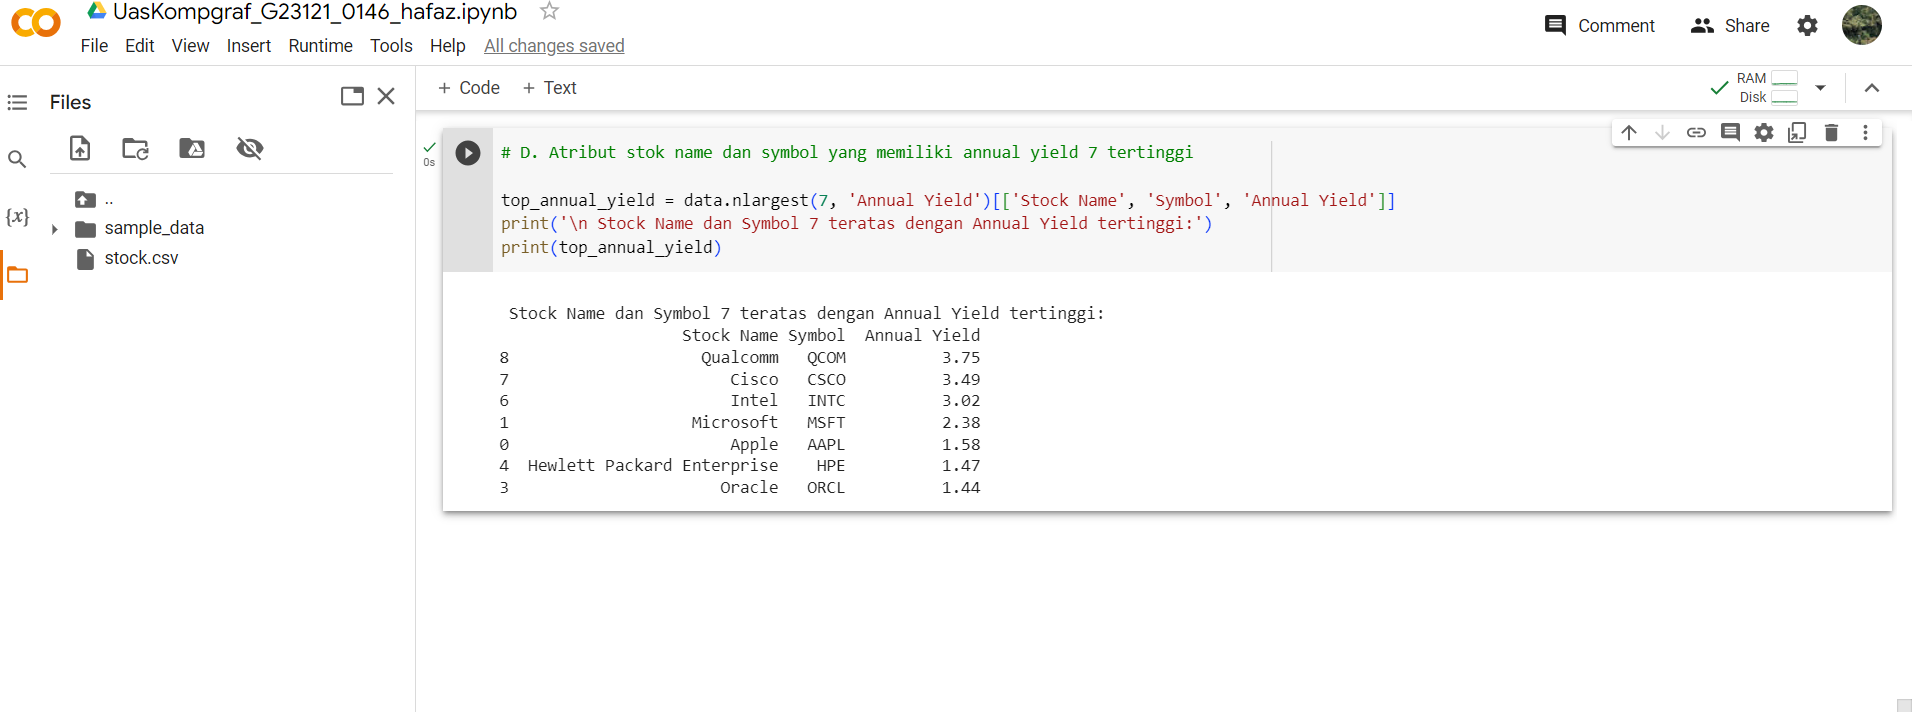 UasKompgraf_G23121_0146_hafaz.ipynb
File Edit View Insert Runtime Tools Help All changes saved
Comment Share
Files
+ Code + Text
RAM
Disk
{x}
..
sample_data
stock.csv
0s
# D. Atribut stok name dan symbol yang memiliki annual yield 7 tertinggi
top_annual_yield = data.nlargest(7, 'Annual Yield')[['Stock Name', 'Symbol', 'Annual Yield']]
print('\n Stock Name dan Symbol 7 teratas dengan Annual Yield tertinggi:')
print(top_annual_yield)
Stock Name dan Symbol 7 teratas dengan Annual Yield tertinggi:
Stock Name Symbol Annual Yield
8 Qualcomm QCOM 3.75
7 Cisco CSCO 3.49
6 Intel INTC 3.02
1 Microsoft MSFT 2.38
0 Apple AAPL 1.58
4 Hewlett Packard Enterprise HPE 1.47
3 Oracle ORCL 1.44